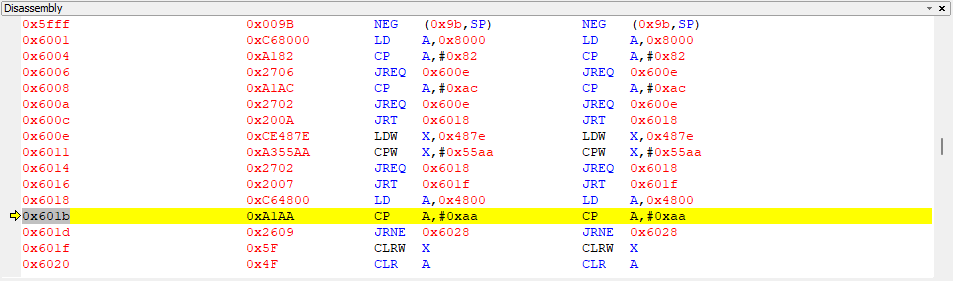 Disassembly
0x5fff 0x009B NEG (0x9b,SP) NEG (0x9b,SP)
0x6001 0xC68000 LD A,0x8000 LD A,0x8000
0x6004 0xA182 CP A,#0x82 CP A,#0x82
0x6006 0x2706 JREQ 0x600e JREQ 0x600e
0x6008 0xA1AC CP A,#0xac CP A,#0xac
0x600a 0x2702 JREQ 0x600e JREQ 0x600e
0x600c 0x200A JRT 0x6018 JRT 0x6018
0x600e 0xCE487E LDW X,0x487e LDW X,0x487e
0x6011 0xA355AA CPW X,#0x55aa CPW X,#0x55aa
0x6014 0x2702 JREQ 0x6018 JREQ 0x6018
0x6016 0x2007 JRT 0x601f JRT 0x601f
0x6018 0xC64800 LD A,0x4800 LD A,0x4800
0x601b 0xA1AA CP A,#0xaa CP A,#0xaa
0x601d 0x2609 JRNE 0x6028 JRNE 0x6028
0x601f 0x5F CLRW X CLRW X
0x6020 0x4F CLR A CLR A